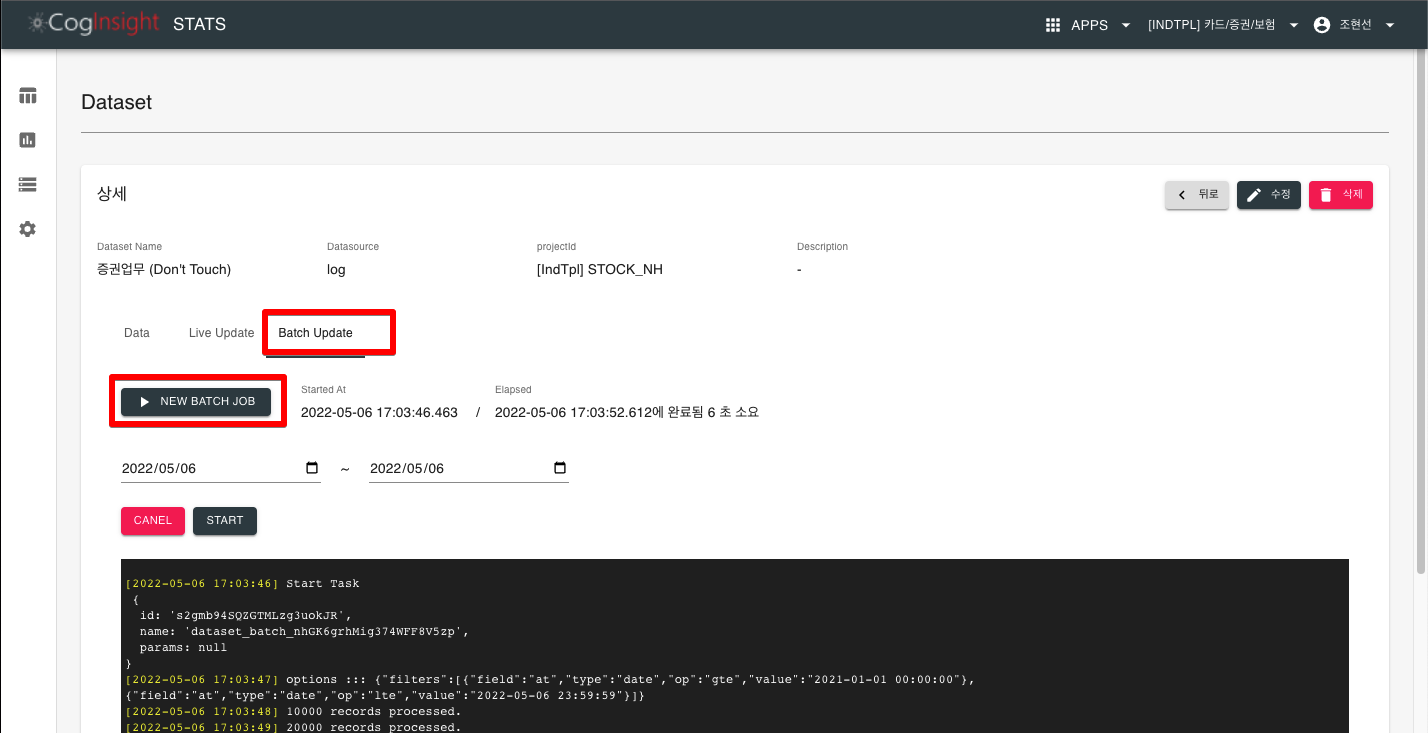 CogInsight STATS APPS [INDTPL] 카드/증권/보험 조현선
Dataset
상세 뒤로 수정 삭제
Dataset Name Datasource projectId Description
증권업무 (Don't Touch) log [IndTpl] STOCK_NH -
Data Live Update Batch Update
NEW BATCH JOB
Started At Elapsed
2022-05-06 17:03:46.463 / 2022-05-06 17:03:52.612에 완료됨 6 초 소요
2022/05/06 ~ 2022/05/06
CANEL START
[2022-05-06 17:03:46] Start Task
{
id: 's2gmb94SQZGTMLzg3uokJR',
name: 'dataset_batch_nhGK6grhMig374WFF8V5zp',
params: null
}
[2022-05-06 17:03:47] options ::: {"filters":[{"field":"at","type":"date","op":"gte","value":"2021-01-01 00:00:00"},
{"field":"at","type":"date","op":"lte","value":"2022-05-06 23:59:59"}]}
[2022-05-06 17:03:48] 10000 records processed.
[2022-05-06 17:03:49] 20000 records processed.